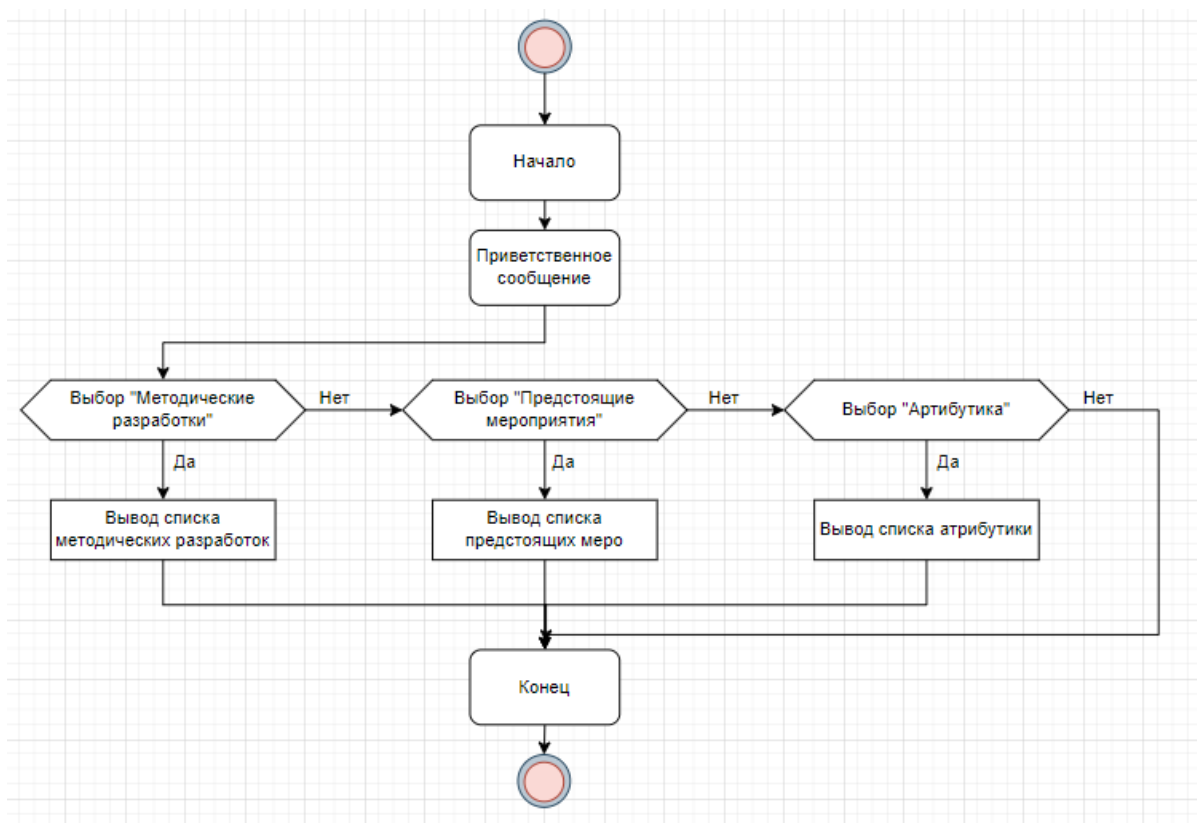 Начало
Приветственное
сообщение
Выбор "Методические
разработки"
Нет
Выбор "Предстоящие
мероприятия"
Нет
Выбор "Артибутика"
Нет
Да
Да
Да
Вывод списка
методических разработок
Вывод списка
предстоящих меро
Вывод списка атрибутики
Конец